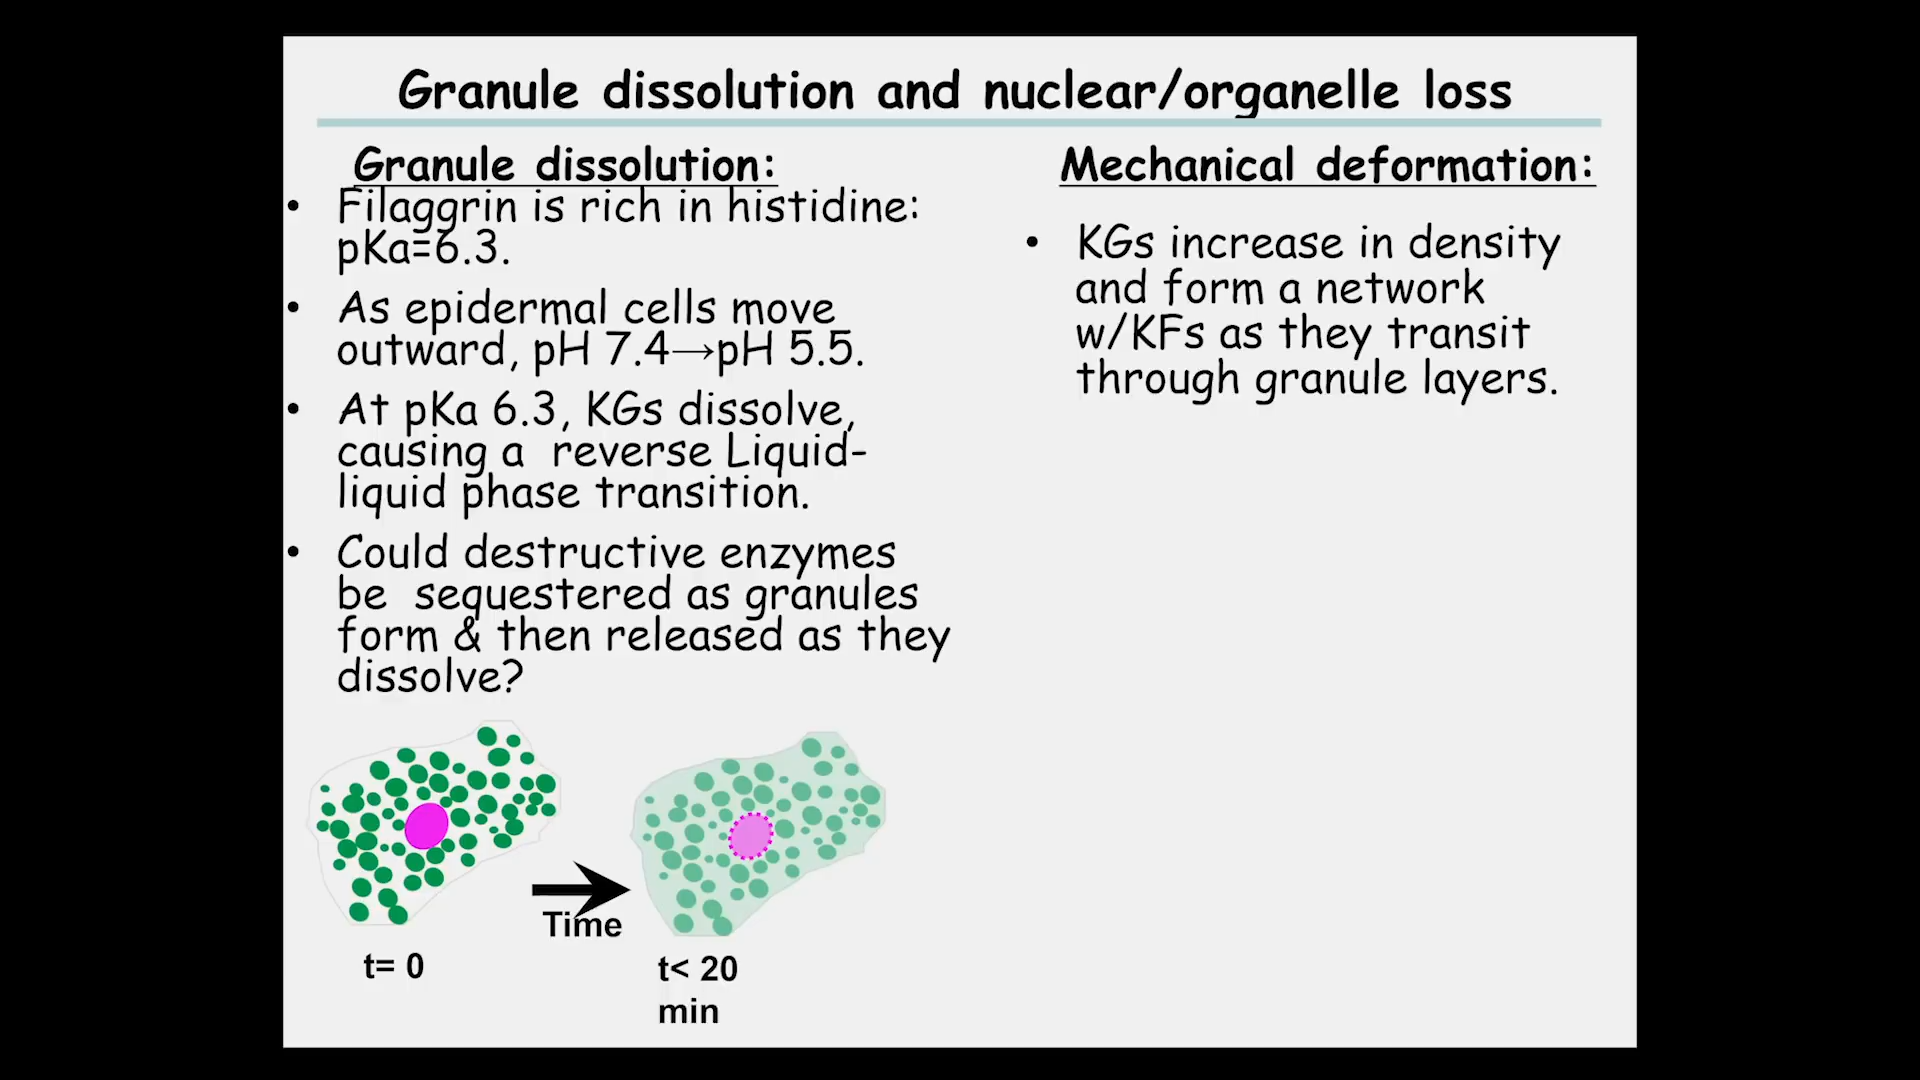 Granule dissolution and nuclear/organelle loss
Granule dissolution:
• Filaggrin is rich in histidine:
pKa=6.3.
• As epidermal cells move
outward, pH 7.4→pH 5.5.
• At pKa 6.3, KGs dissolve,
causing a reverse Liquid-
liquid phase transition.
• Could destructive enzymes
be sequestered as granules
form & then released as they
dissolve?
Time
t= 0
t< 20
min
Mechanical deformation:
• KGs increase in density
and form a network
w/KFs as they transit
through granule layers.